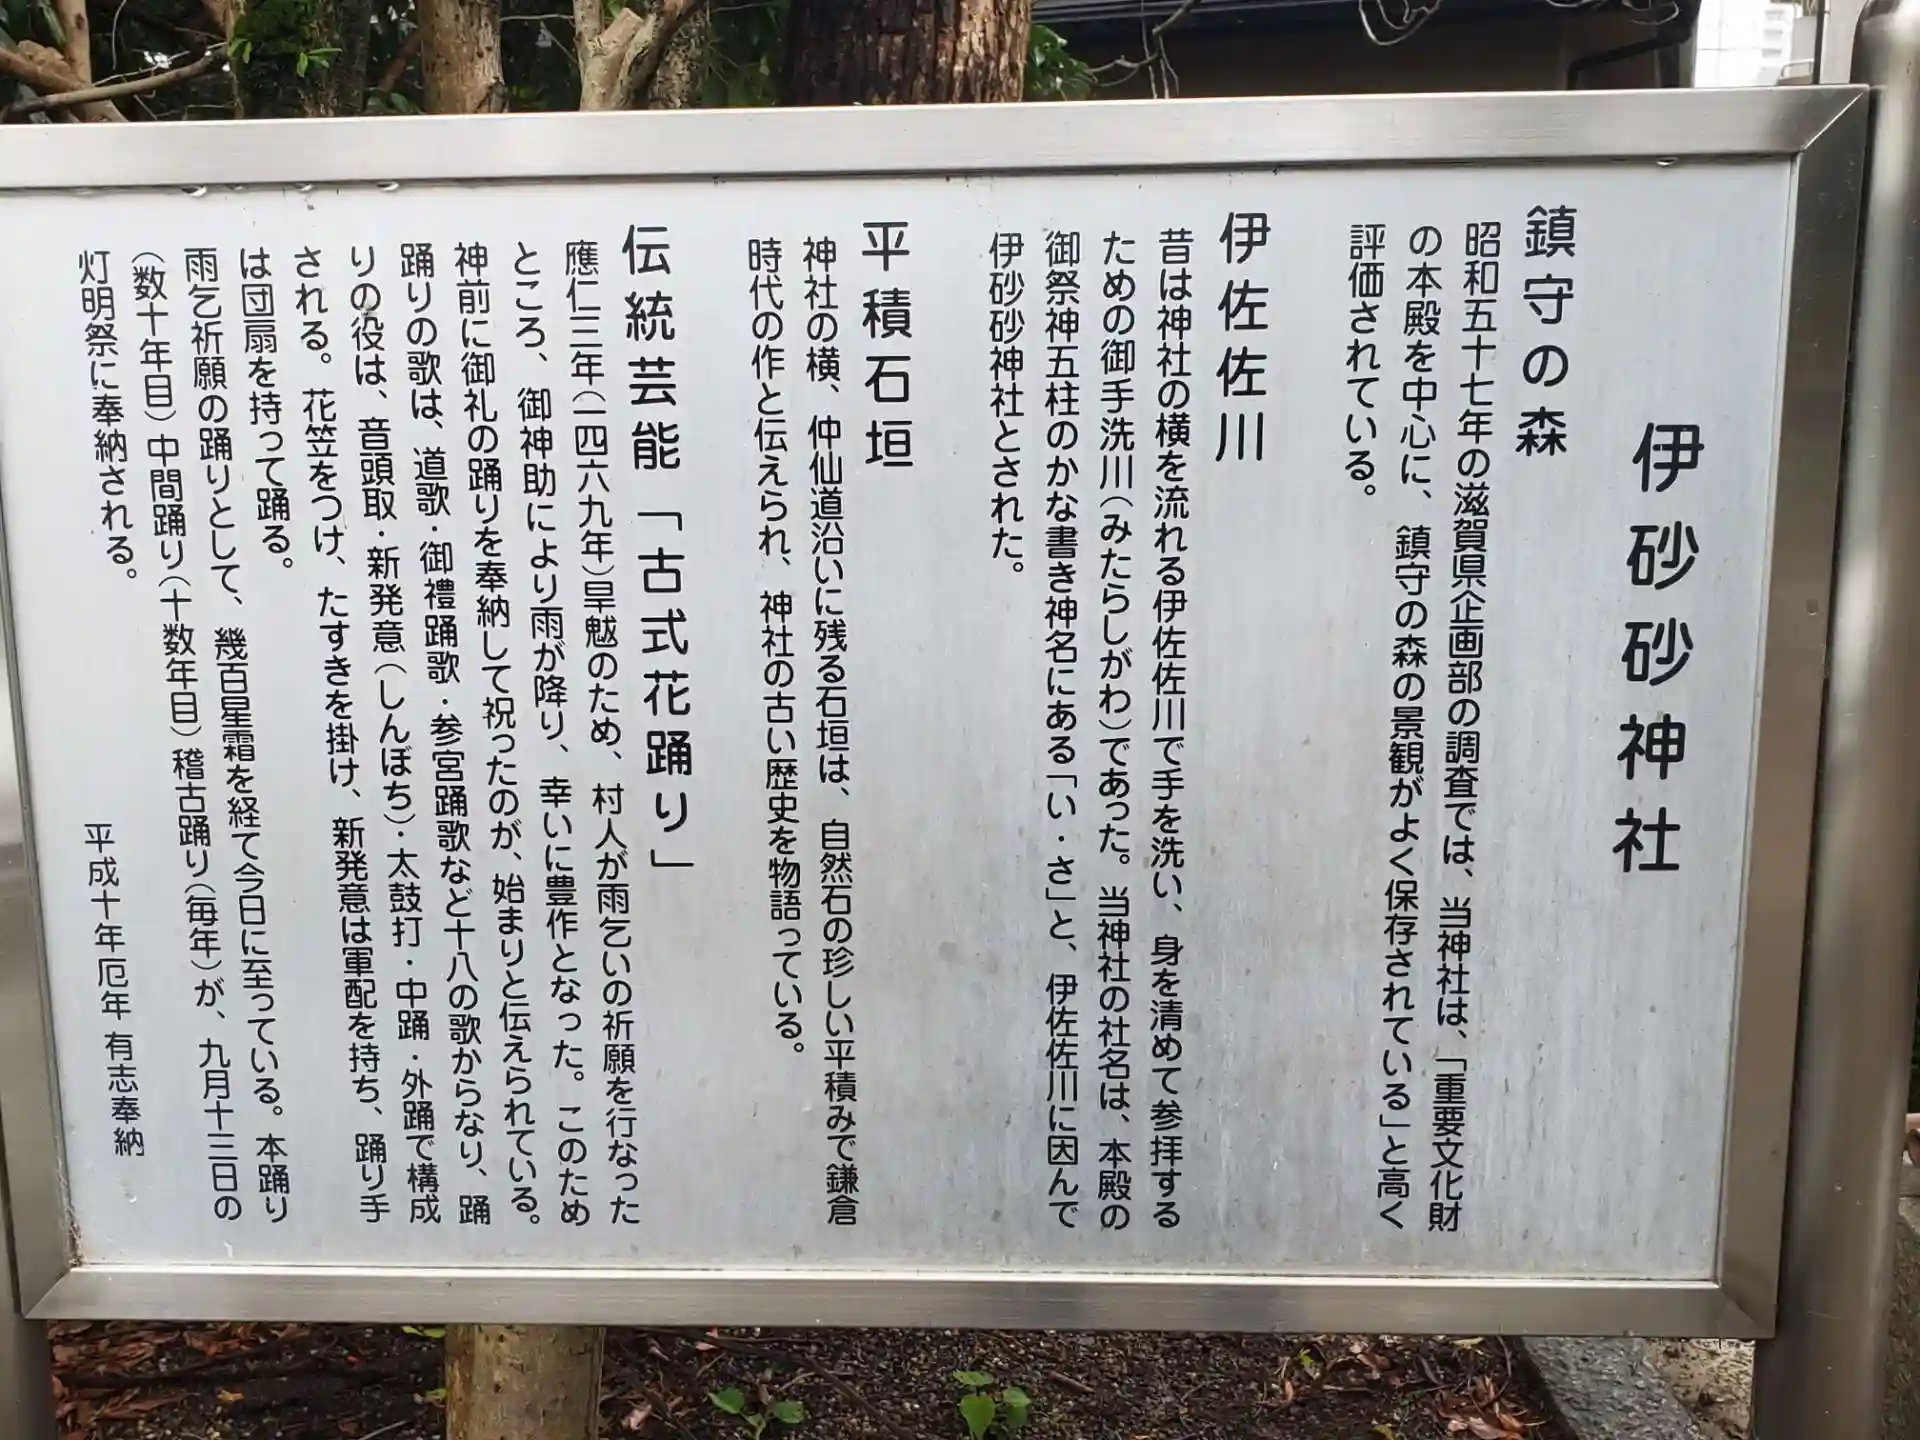 伊砂砂神社
鎮守の森
昭和五十七年の滋賀県企画部の調査では、当神社は、「重要文化財
の本殿を中心に、鎮守の森の景観がよく保存されている」と高く
評価されている。
伊佐佐川
昔は神社の横を流れる伊佐佐川で手を洗い、身を清めて参拝する
ための御手洗川（みたらしがわ）であった。当神社の社名は、本殿の
御祭神五柱のかな書き神名にある「い・さ」と、伊佐佐川に因んで
伊砂砂神社とされた。
平積石垣
神社の横、仲仙道沿いに残る石垣は、自然石の珍しい平積みで鎌倉
時代の作と伝えられ、神社の古い歴史を物語っている。
伝統芸能「古式花踊り」
應仁三年（一四六九年）旱魃のため、村人が雨乞いの祈願を行なった
ところ、御神助により雨が降り、幸いに豊作となった。このため
神前に御礼の踊りを奉納して祝ったのが、始まりと伝えられている。
踊りの歌は、道歌・御禮踊歌・参宮踊歌など十八の歌からなり、踊
りの役は、音頭取・新発意（しんぼち）・太鼓打・中踊・外踊で構成
される。花笠をつけ、たすきを掛け、新発意は軍配を持ち、踊り手
は団扇を持って踊る。
雨乞祈願の踊りとして、幾百星霜を経て今日に至っている。本踊り
（数十年目）中間踊り（十数年目）稽古踊り（毎年）が、九月十三日の
灯明祭に奉納される。
平成十年厄年 有志奉納